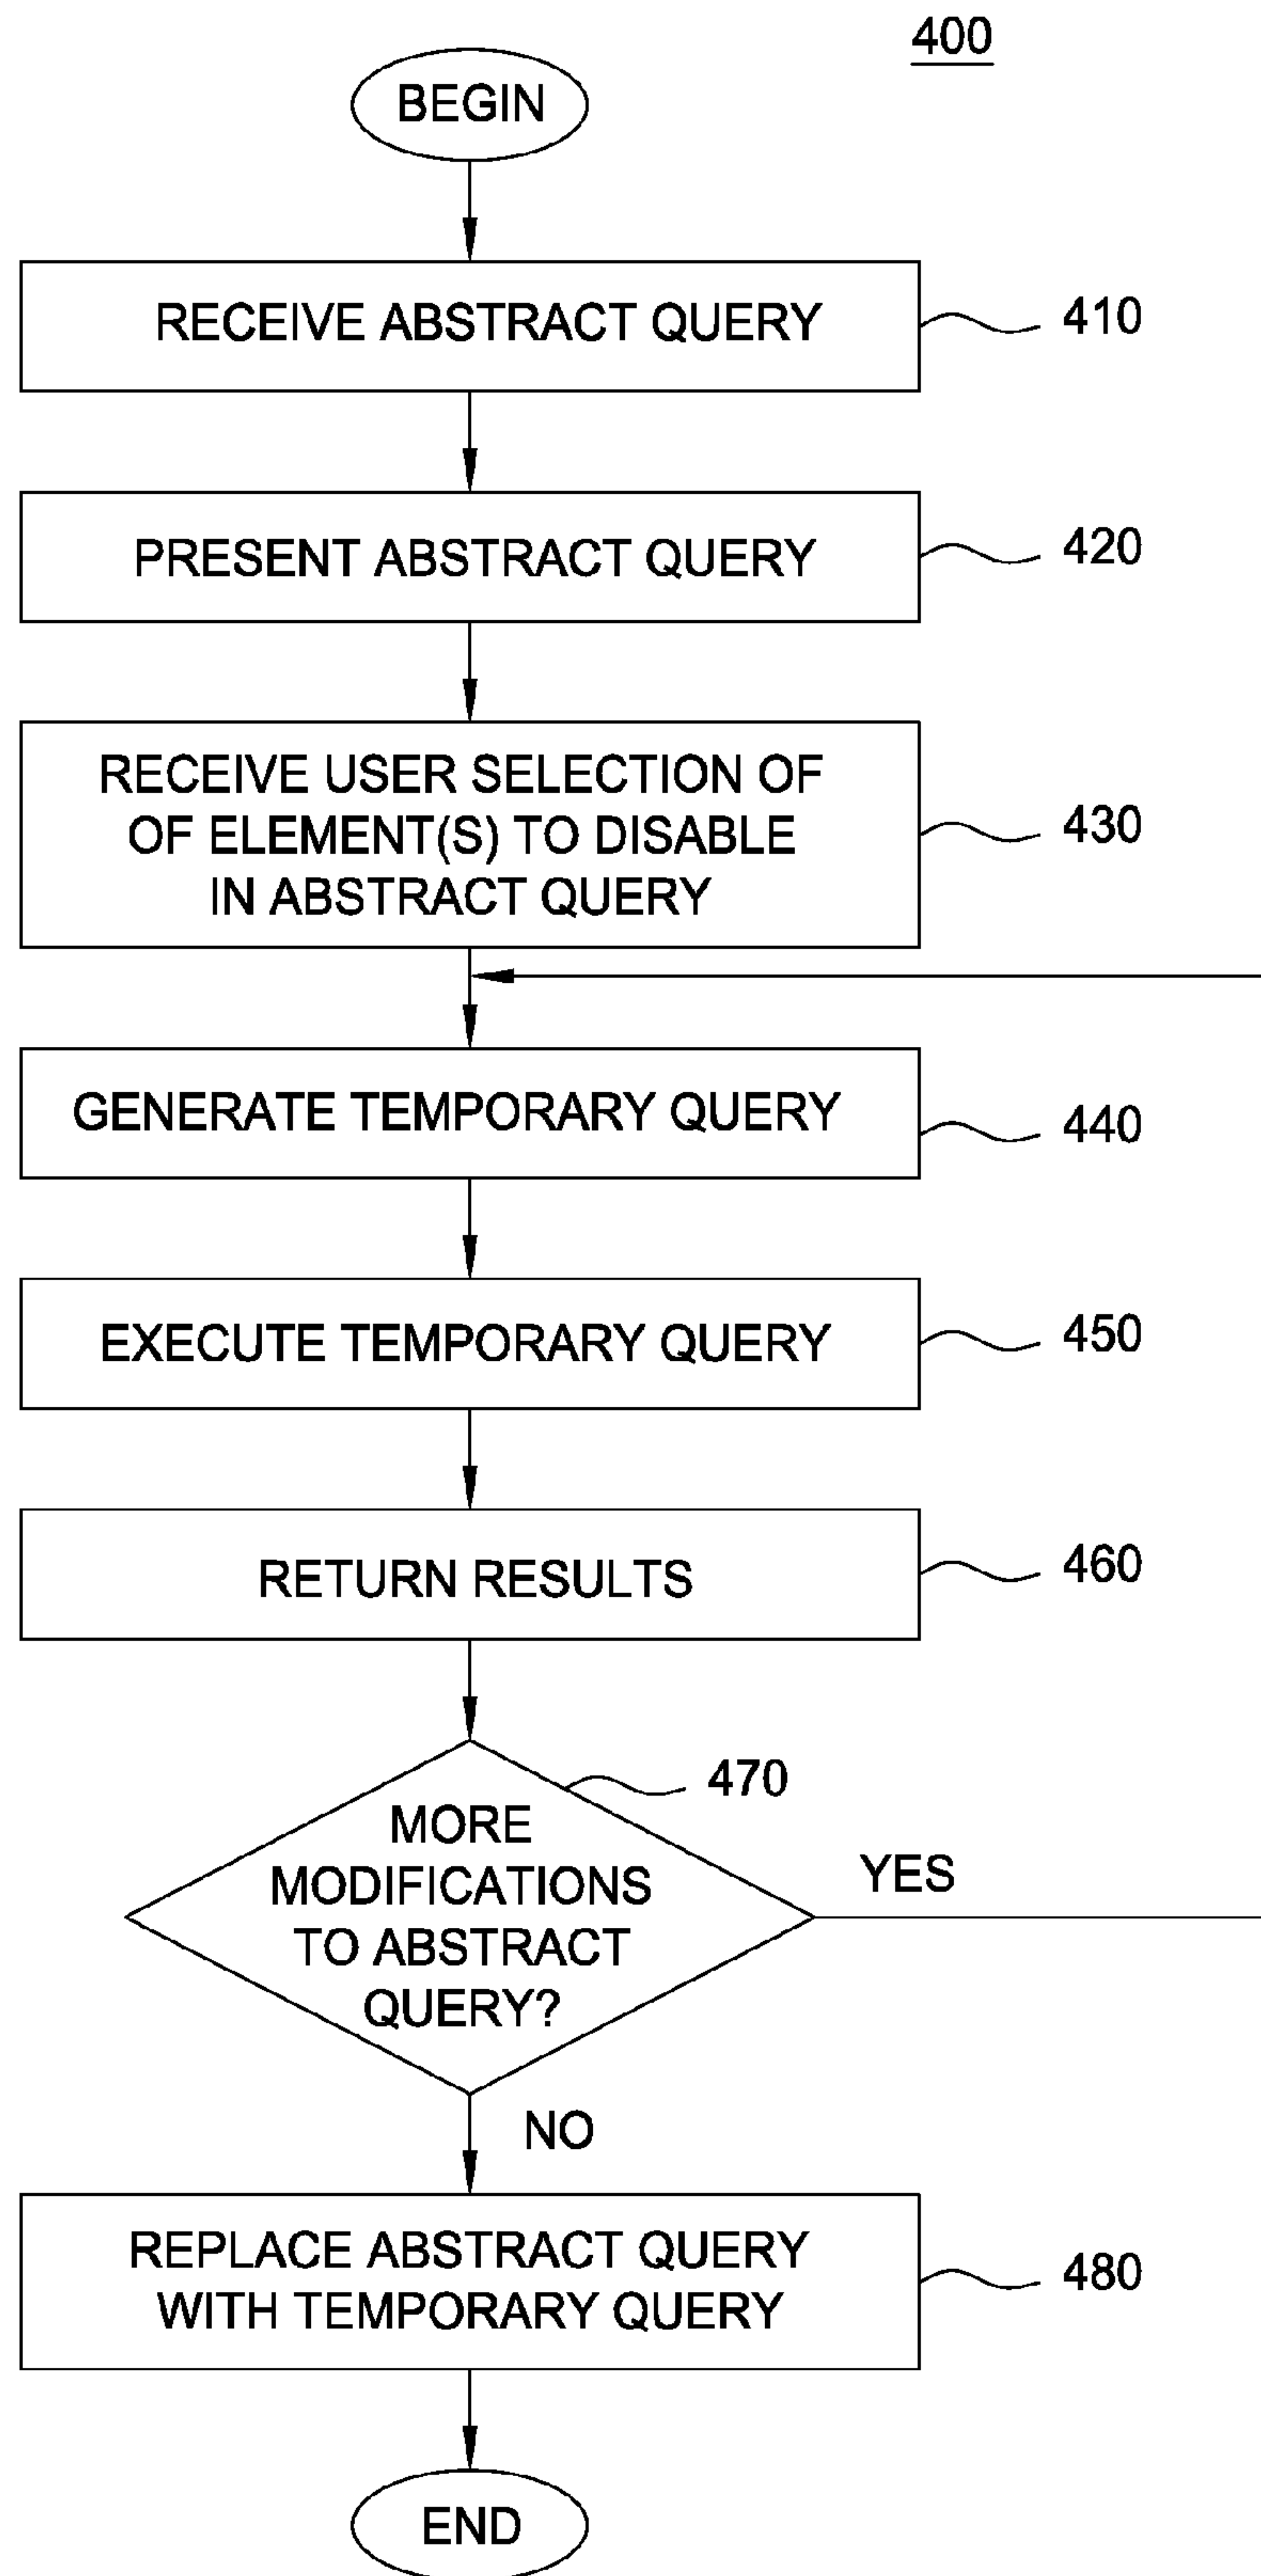 400
BEGIN
RECEIVE ABSTRACT QUERY
410
PRESENT ABSTRACT QUERY
420
RECEIVE USER SELECTION OF
OF ELEMENT(S) TO DISABLE
IN ABSTRACT QUERY
430
GENERATE TEMPORARY QUERY
440
EXECUTE TEMPORARY QUERY
450
RETURN RESULTS
460
470
MORE
MODIFICATIONS
TO ABSTRACT
QUERY?
YES
NO
REPLACE ABSTRACT QUERY
WITH TEMPORARY QUERY
480
END